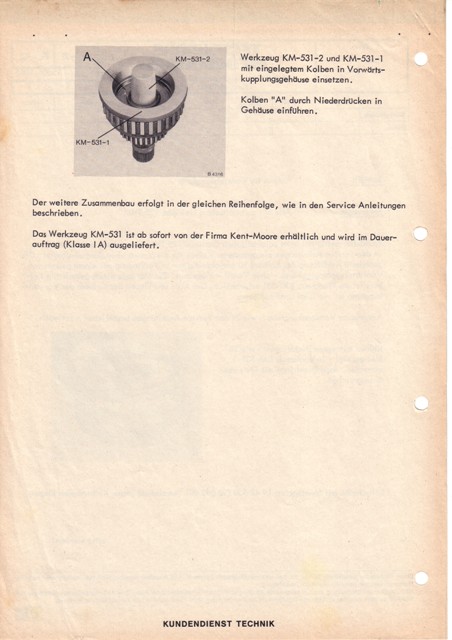 A
KM-531-2
KM-531-1
Werkzeug KM-531-2 und KM-531-1
mit eingelegtem Kolben in Vorwärts-
kupplungsgehäuse einsetzen.
Kolben "A" durch Niederdrücken in
Gehäuse einführen.
Der weitere Zusammenbau erfolgt in der gleichen Reihenfolge, wie in den Service Anleitungen
beschrieben.
Das Werkzeug KM-531 ist ab sofort von der Firma Kent-Moore erhältlich und wird im Dauer-
auftrag (Klasse I A) ausgeliefert.
KUNDENDIENST TECHNIK